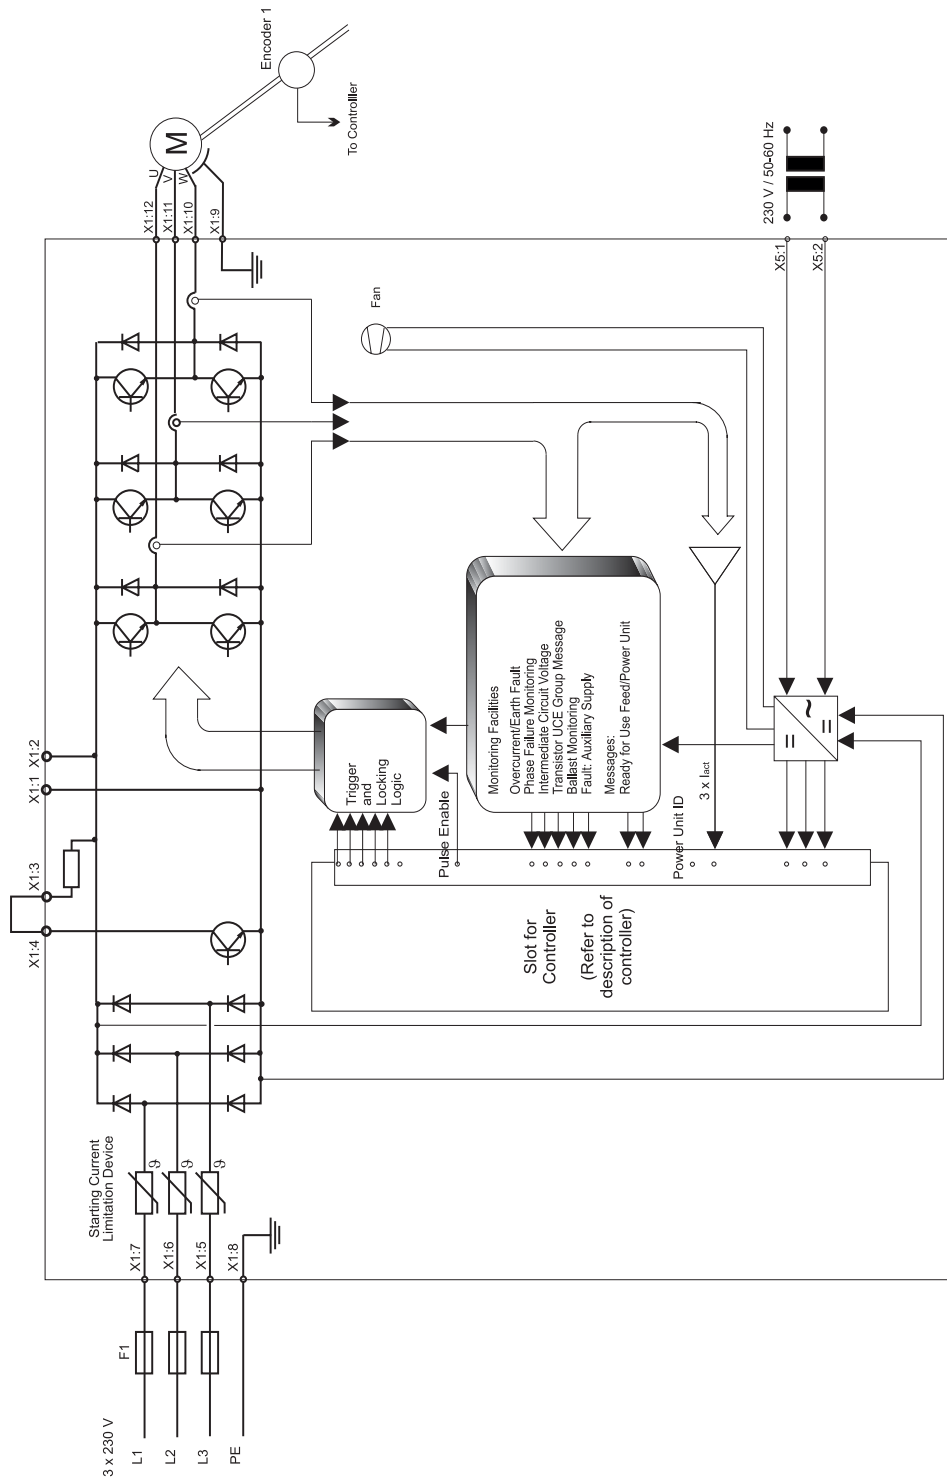 3 x 230 V
L1
L2
L3
PE
F1
X1:7
X1:6
X1:5
X1:8
Starting Current
Limitation Device
ϑ
ϑ
ϑ
X1:4
X1:3
X1:1
X1:2
X1:12
X1:11
X1:10
X1:9
U
V
W
M
Encoder 1
To Controlller
Fan
Trigger
and
Locking
Logic
Pulse Enable
Monitoring Facilities
Overcurrent/Earth Fault
Phase Failure Monitoring
Intermediate Circuit Voltage
Transistor UCE Group Message
Ballast Monitoring
Fault: Auxiliary Supply
Messages:
Ready for Use Feed/Power Unit
Power Unit ID
3 x Iact
Slot for
Controller
(Refer to
description of
controller)
=
~
=
X5:1
X5:2
230 V / 50-60 Hz